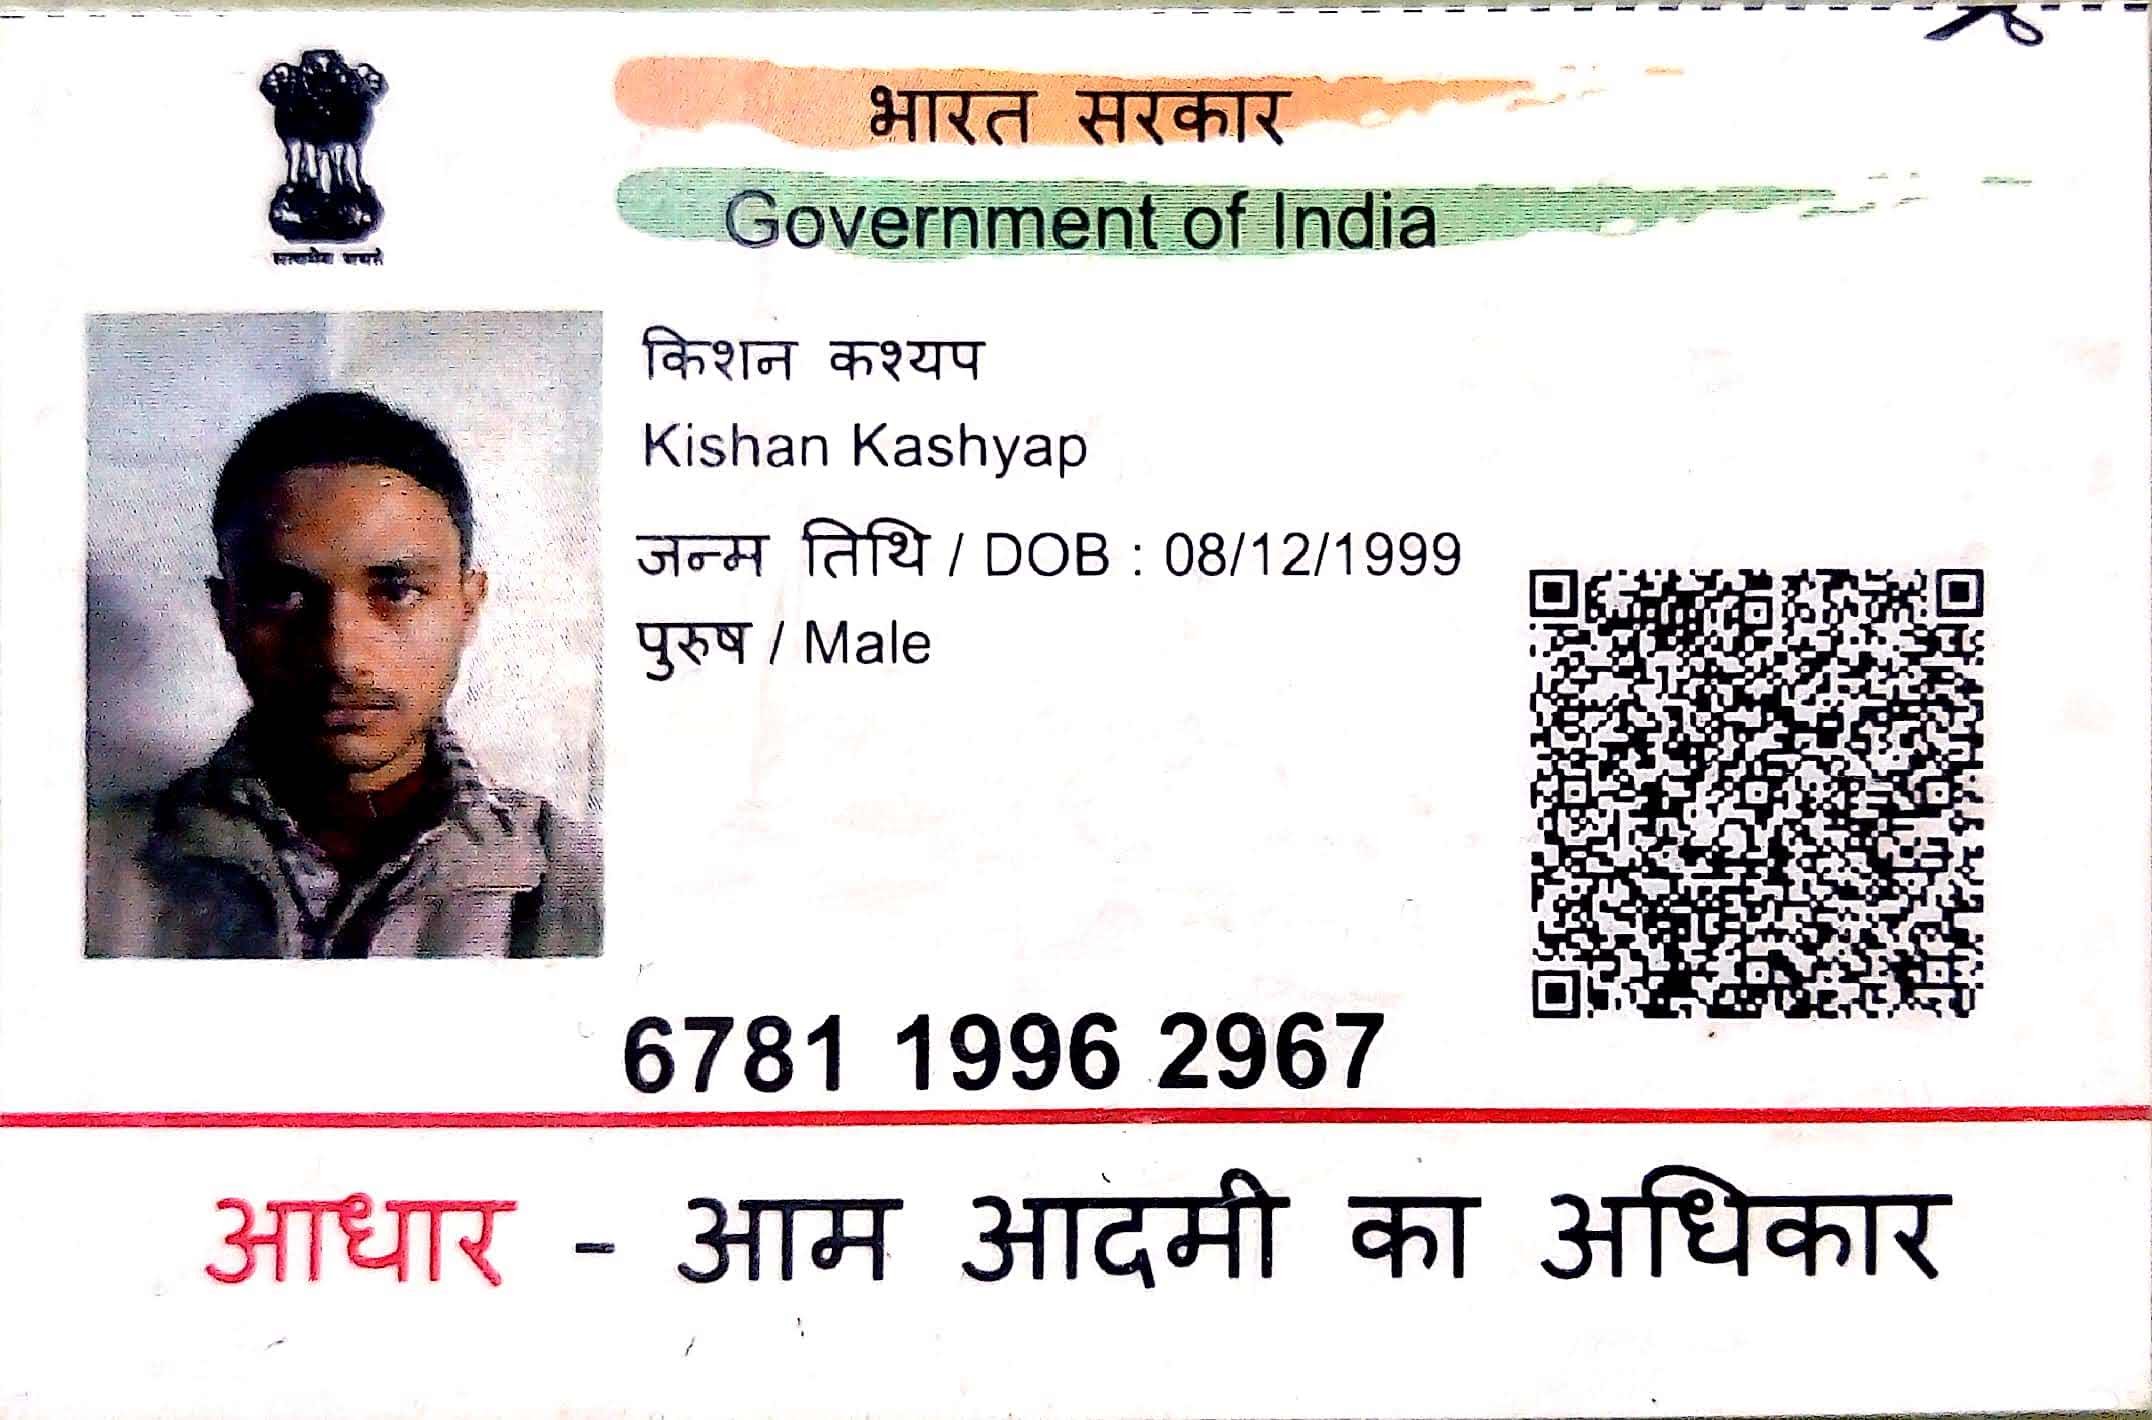 भारत सरकार
Government of India
सत्यमेव जयते
किशन कश्यप
Kishan Kashyap
जन्म तिथि / DOB : 08/12/1999
पुरुष / Male
6781 1996 2967
आधार - आम आदमी का अधिकार